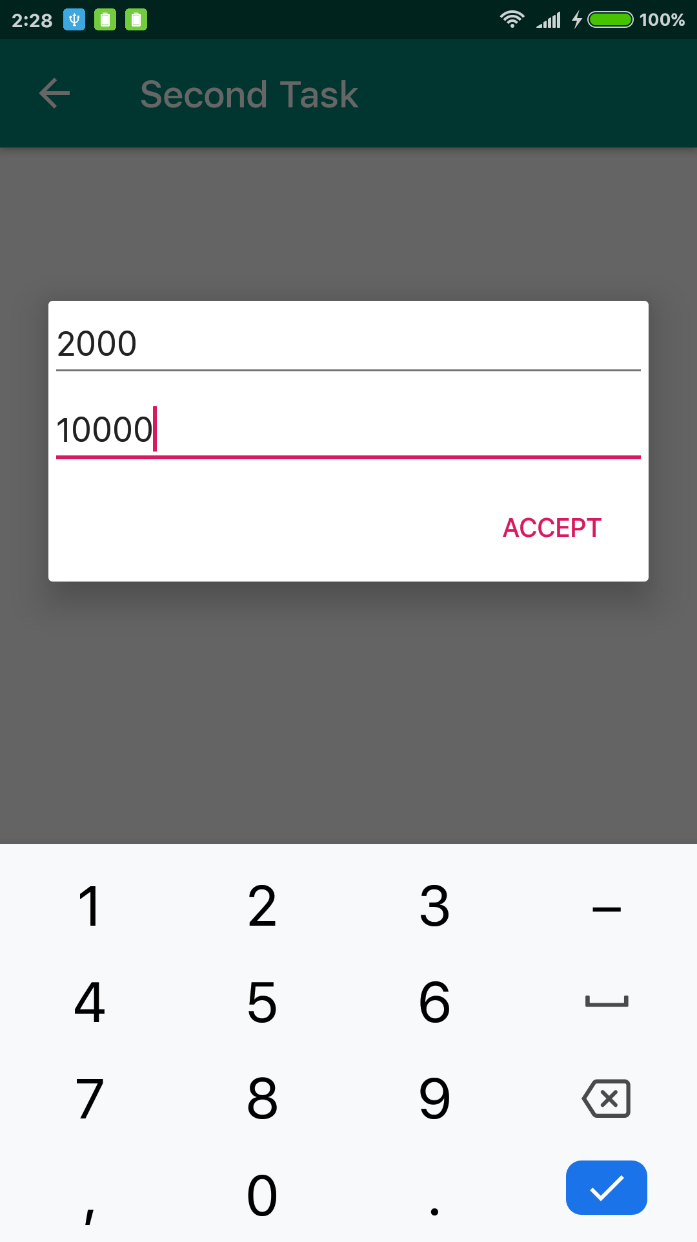 2:28 100%
Second Task
2000
10000
ACCEPT
1 2 3 –
4 5 6
7 8 9
, 0 .